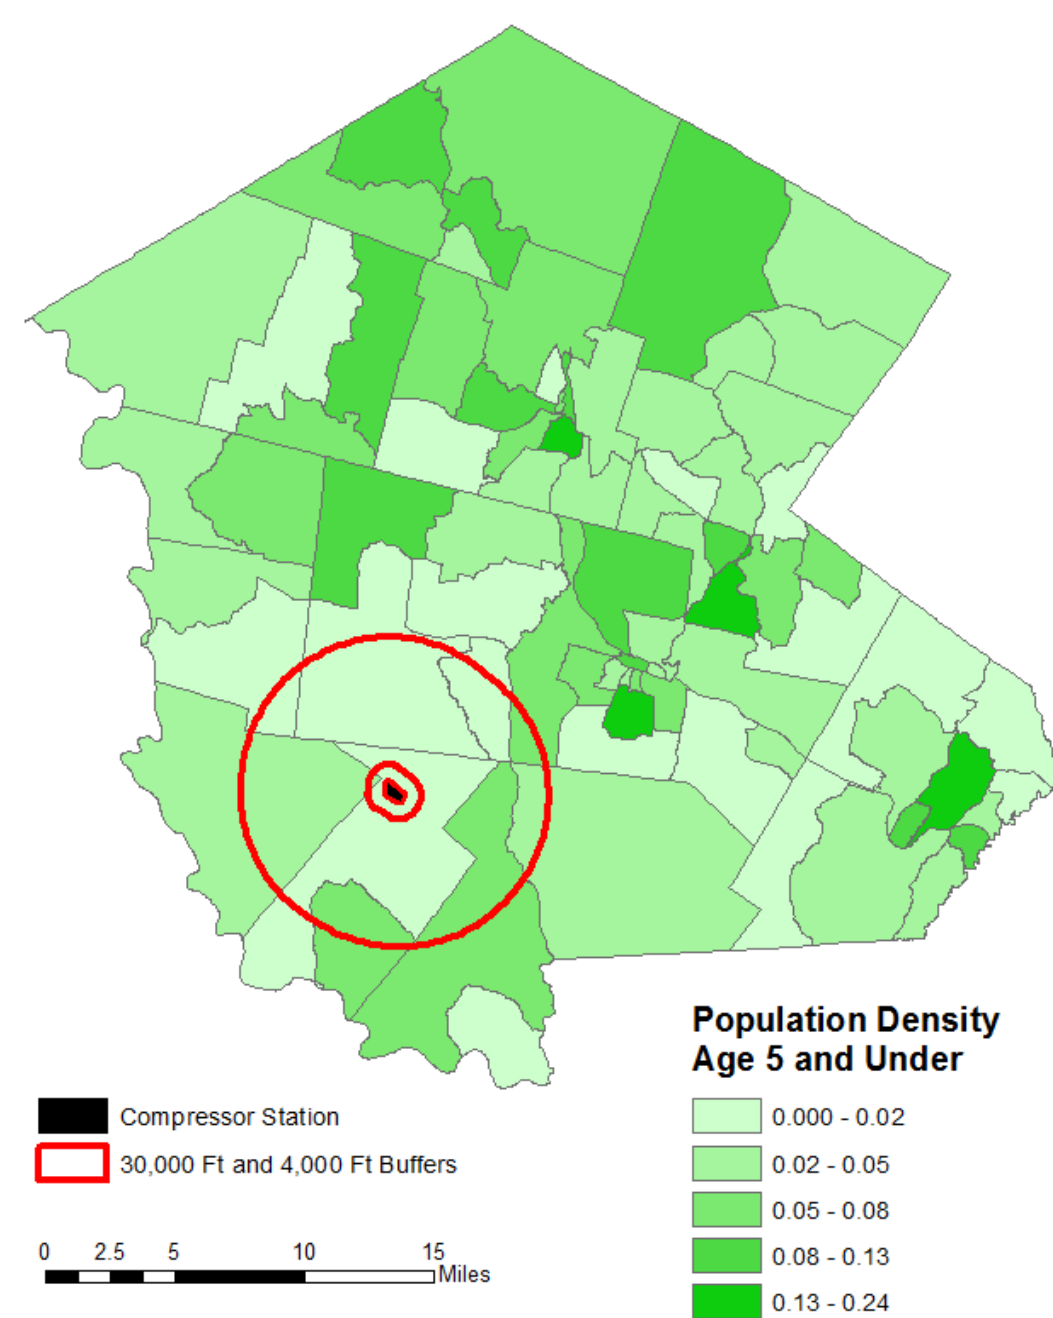 Population Density
Age 5 and Under
0.000 - 0.02
0.02 - 0.05
0.05 - 0.08
0.08 - 0.13
0.13 - 0.24
Compressor Station
30,000 Ft and 4,000 Ft Buffers
0 2.5 5 10 15
Miles